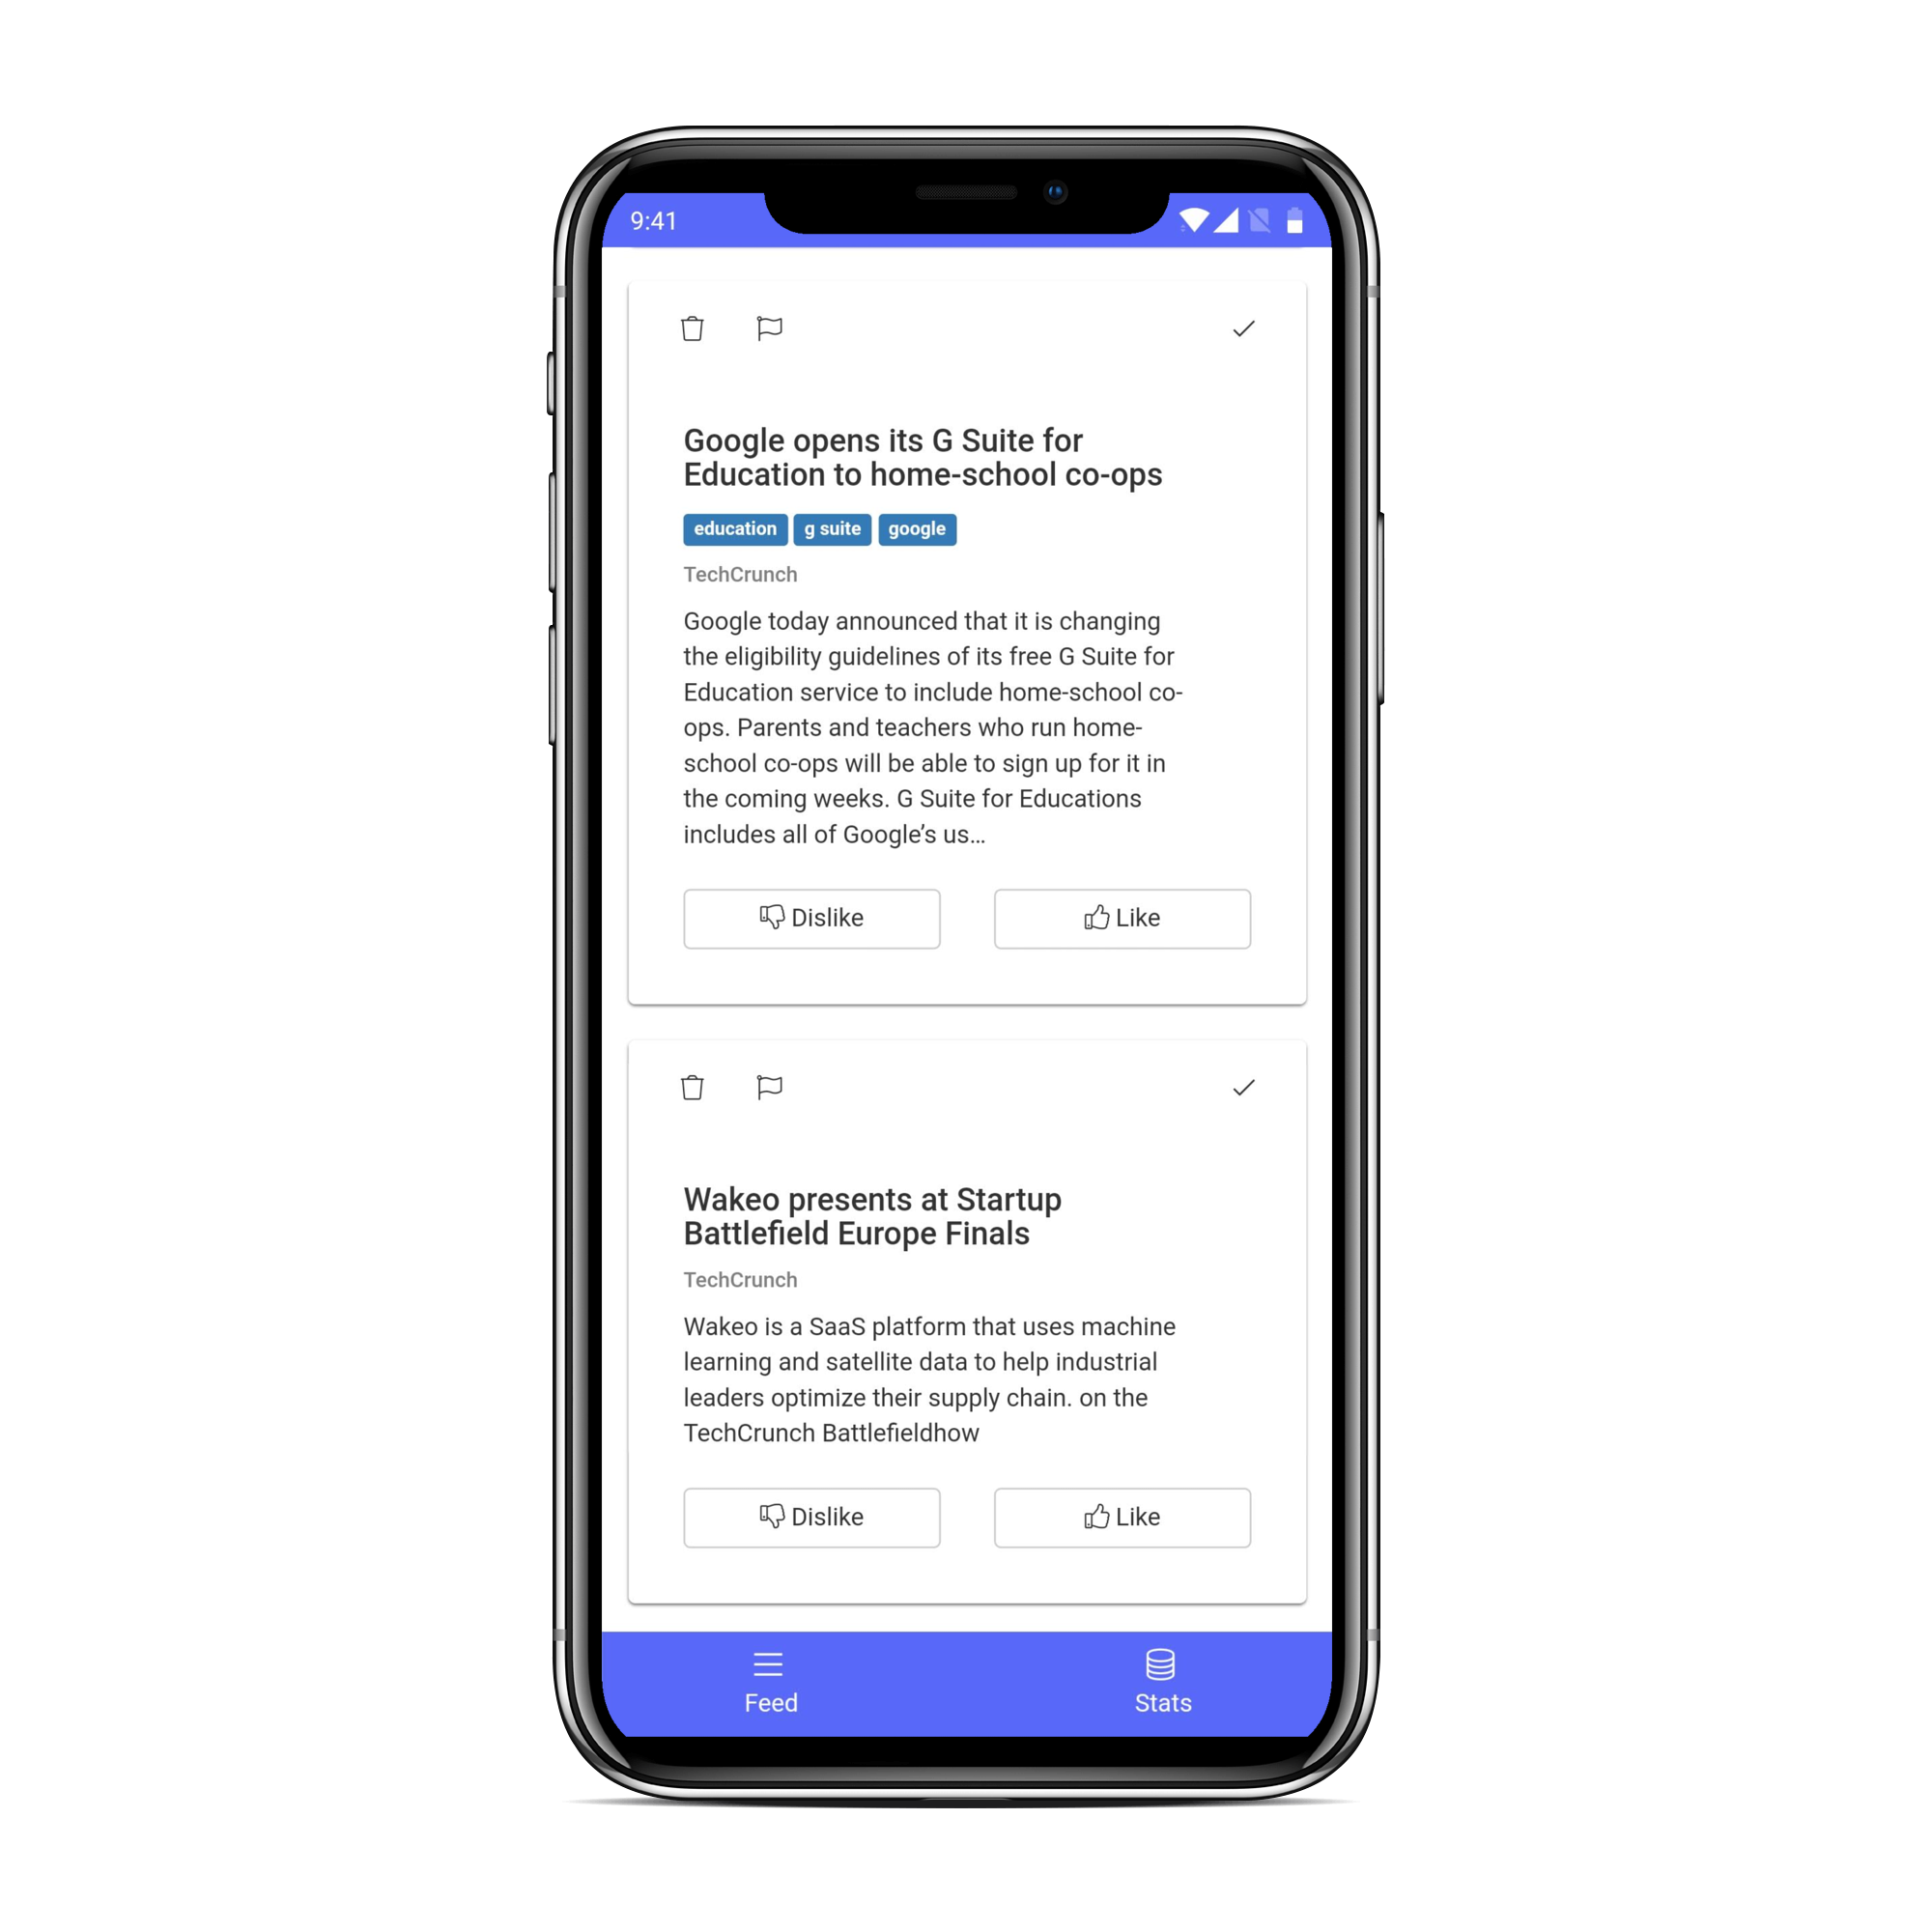 9:41
Google opens its G Suite for
Education to home-school co-ops
education g suite google
TechCrunch
Google today announced that it is changing
the eligibility guidelines of its free G Suite for
Education service to include home-school co-
ops. Parents and teachers who run home-
school co-ops will be able to sign up for it in
the coming weeks. G Suite for Educations
includes all of Google’s us…
Dislike Like
Wakeo presents at Startup
Battlefield Europe Finals
TechCrunch
Wakeo is a SaaS platform that uses machine
learning and satellite data to help industrial
leaders optimize their supply chain. on the
TechCrunch Battlefieldhow
Dislike Like
Feed Stats